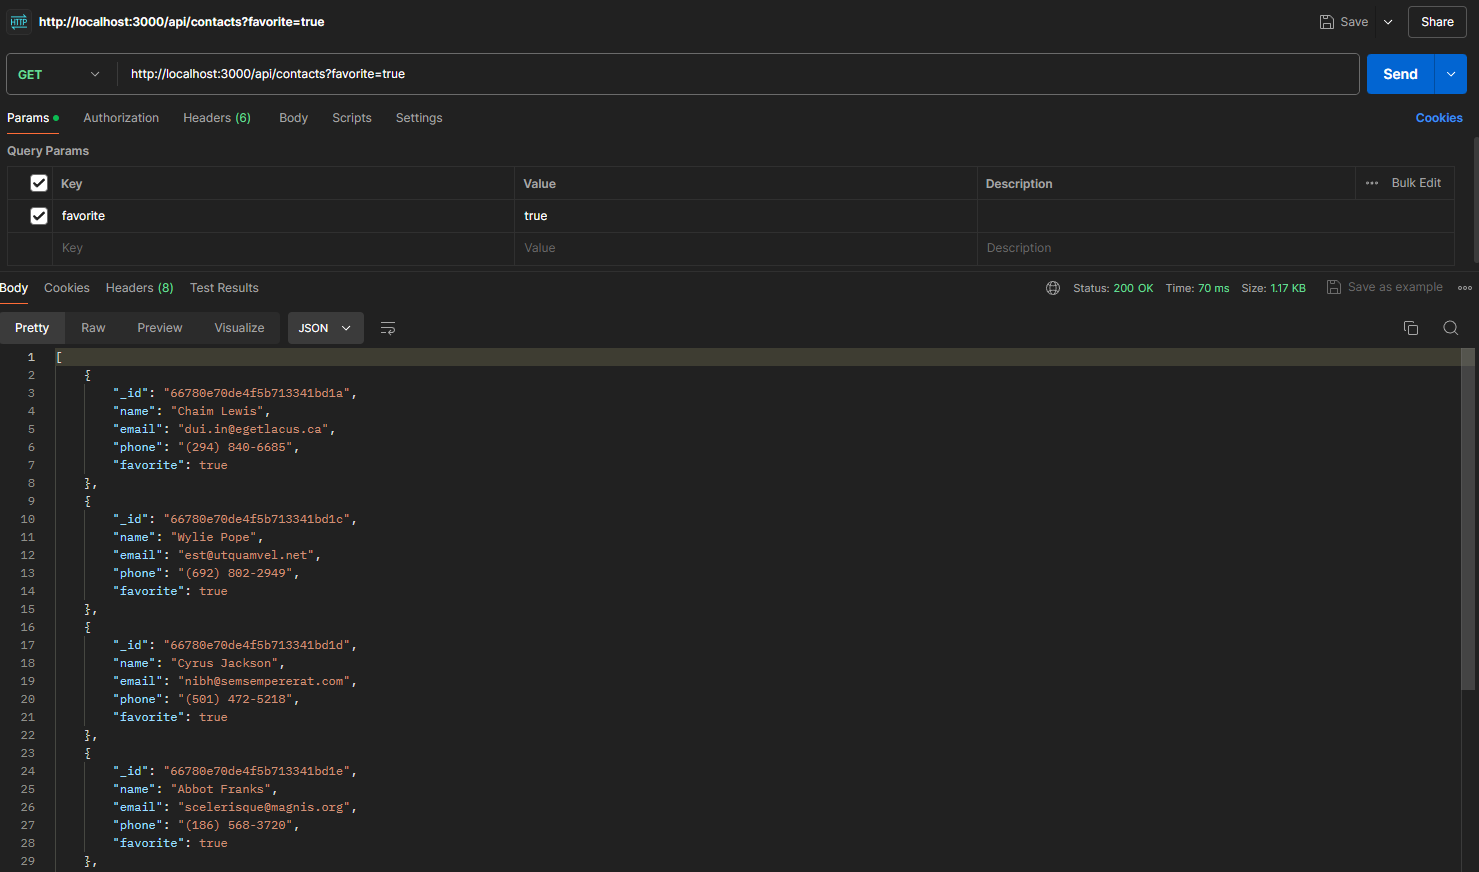 HTTP http://localhost:3000/api/contacts?favorite=true Save Share
GET http://localhost:3000/api/contacts?favorite=true Send
Params Authorization Headers (6) Body Scripts Settings Cookies
Query Params
Key Value Description ... Bulk Edit
favorite true
Key Value Description
Body Cookies Headers (8) Test Results Status: 200 OK Time: 70 ms Size: 1.17 KB Save as example
Pretty Raw Preview Visualize JSON
1 [
2 {
3 "_id": "66780e70de4f5b713341bd1a",
4 "name": "Chaim Lewis",
5 "email": "dui.in@egetlacus.ca",
6 "phone": "(294) 840-6685",
7 "favorite": true
8 },
9 {
10 "_id": "66780e70de4f5b713341bd1c",
11 "name": "Wylie Pope",
12 "email": "est@utquamvel.net",
13 "phone": "(692) 802-2949",
14 "favorite": true
15 },
16 {
17 "_id": "66780e70de4f5b713341bd1d",
18 "name": "Cyrus Jackson",
19 "email": "nibh@semsempererat.com",
20 "phone": "(501) 472-5218",
21 "favorite": true
22 },
23 {
24 "_id": "66780e70de4f5b713341bd1e",
25 "name": "Abbot Franks",
26 "email": "scelerisque@magnis.org",
27 "phone": "(186) 568-3720",
28 "favorite": true
29 },